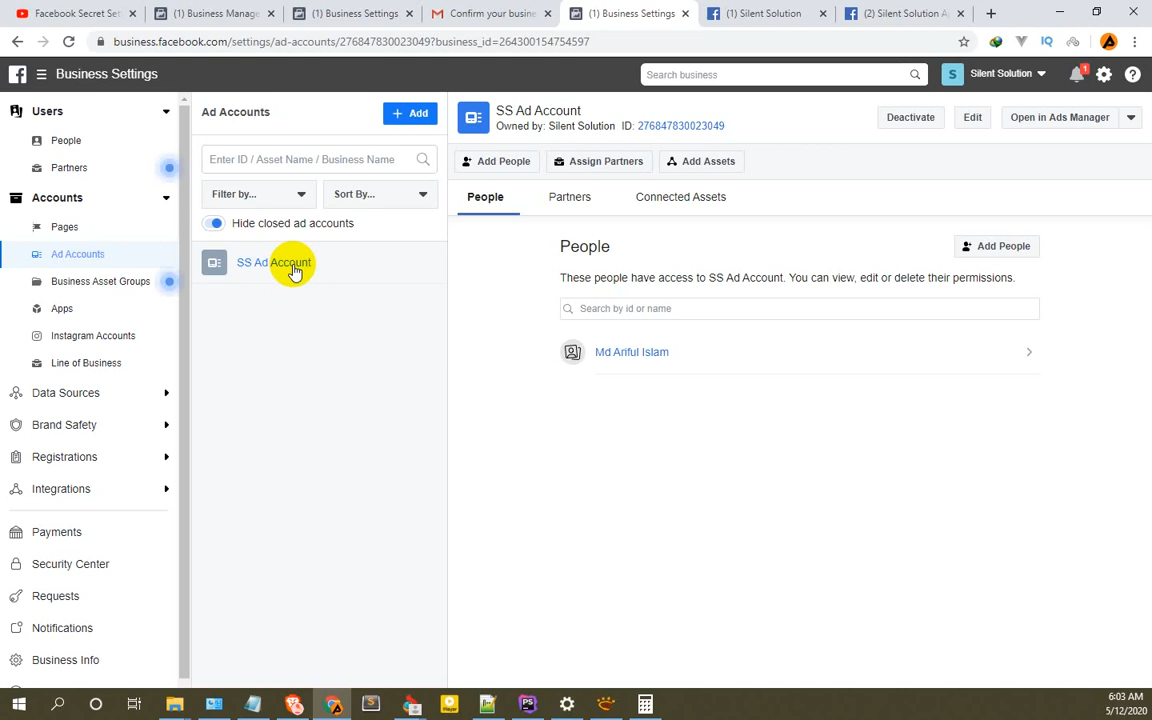 Facebook Secret Set
(1) Business Manage
(1) Business Settings
Confirm your busine
(1) Business Settings
(1) Silent Solution
(2) Silent Solution A
business.facebook.com/settings/ad-accounts/276847830023049?business_id=264300154754597
Business Settings
Search business
S
Silent Solution
1
Users
People
Partners
Accounts
Pages
Ad Accounts
Business Asset Groups
Apps
Instagram Accounts
Line of Business
Data Sources
Brand Safety
Registrations
Integrations
Payments
Security Center
Requests
Notifications
Business Info
Ad Accounts
+ Add
Enter ID / Asset Name / Business Name
Filter by...
Sort By...
Hide closed ad accounts
SS Ad Account
SS Ad Account
Owned by: Silent Solution ID: 276847830023049
Deactivate
Edit
Open in Ads Manager
Add People
Assign Partners
Add Assets
People
Partners
Connected Assets
People
Add People
These people have access to SS Ad Account. You can view, edit or delete their permissions.
Search by id or name
Md Ariful Islam
6:03 AM
5/12/2020